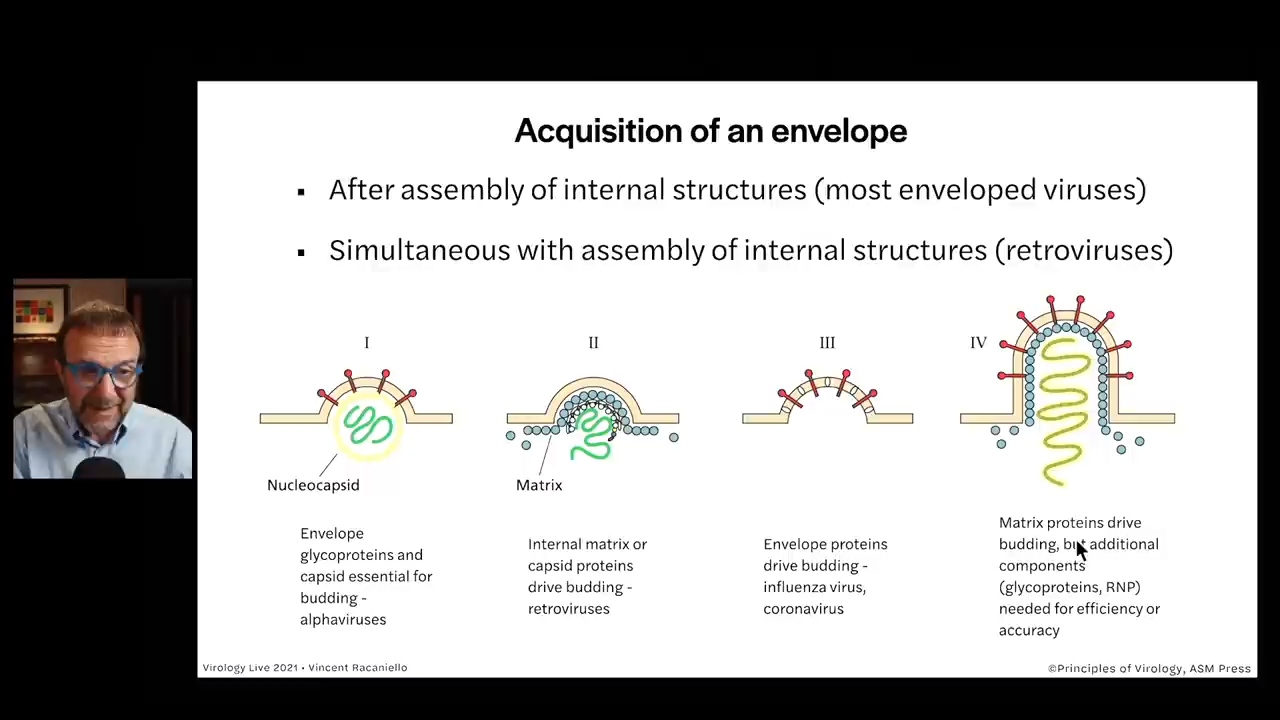 Acquisition of an envelope
▪ After assembly of internal structures (most enveloped viruses)
▪ Simultaneous with assembly of internal structures (retroviruses)
I
II
III
IV
Nucleocapsid
Matrix
Envelope
glycoproteins and
capsid essential for
budding -
alphaviruses
Internal matrix or
capsid proteins
drive budding -
retroviruses
Envelope proteins
drive budding -
influenza virus,
coronavirus
Matrix proteins drive
budding, but additional
components
(glycoproteins, RNP)
needed for efficiency or
accuracy
Virology Live 2021 • Vincent Racaniello
©Principles of Virology, ASM Press